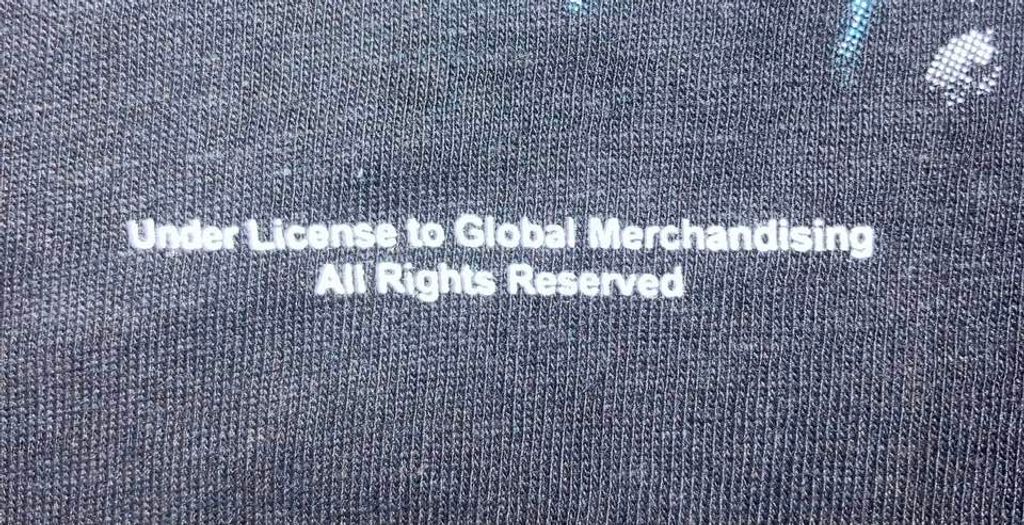 Under License to Global Merchandising
All Rights Reserved